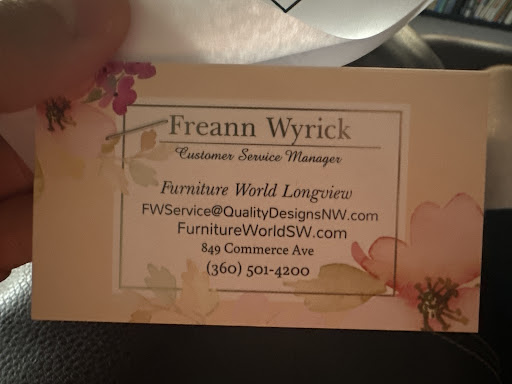 Freann Wyrick
Customer Service Manager
Furniture World Longview
FWService@QualityDesignsNW.com
FurnitureWorldSW.com
849 Commerce Ave
(360) 501-4200